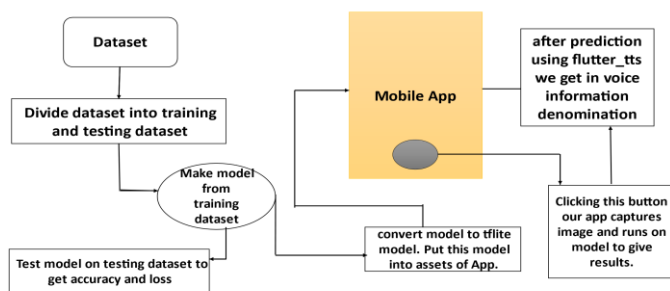 Dataset
Divide dataset into training
and testing dataset
Make model
from
training
dataset
Test model on testing dataset to
get accuracy and loss
convert model to tflite
model. Put this model
into assets of App.
Mobile App
Clicking this button
our app captures
image and runs on
model to give
results.
after prediction
using flutter_tts
we get in voice
information
denomination